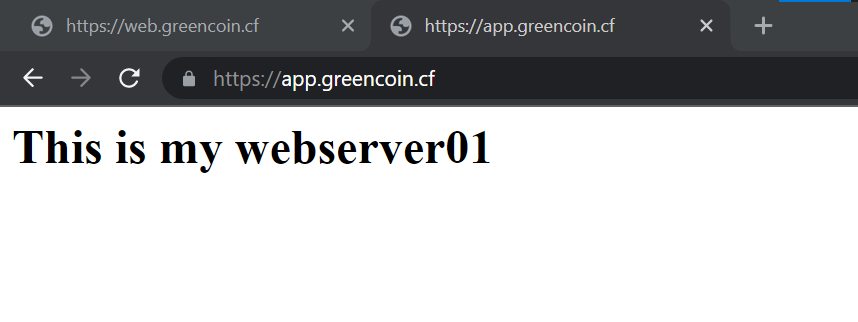 https://web.greencoin.cf
https://app.greencoin.cf
https://app.greencoin.cf
This is my webserver01